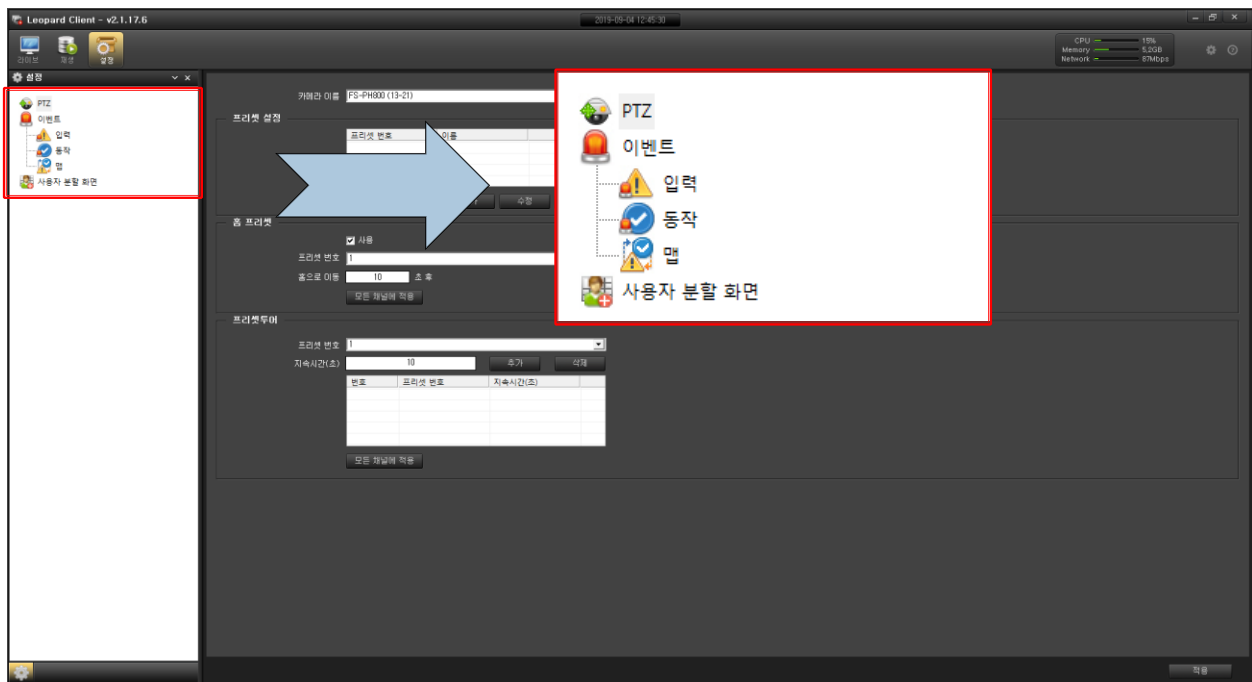 Leopard Client - v2.1.17.6
2019-09-04 12:45:30
라이브 재생 설정
CPU 19%
Memory 5.2GB
Network 87Mbps
설정
PTZ
이벤트
입력
동작
맵
사용자 분할 화면
카메라 이름 FS-PH800 (13-21)
프리셋 설정
프리셋 번호 이름
수정
홈 프리셋
사용
프리셋 번호 1
홈으로 이동 10 초 후
모든 채널에 적용
프리셋투어
프리셋 번호 1
지속시간(초) 10 추가 삭제
번호 프리셋 번호 지속시간(초)
모든 채널에 적용
PTZ
이벤트
입력
동작
맵
사용자 분할 화면
적용